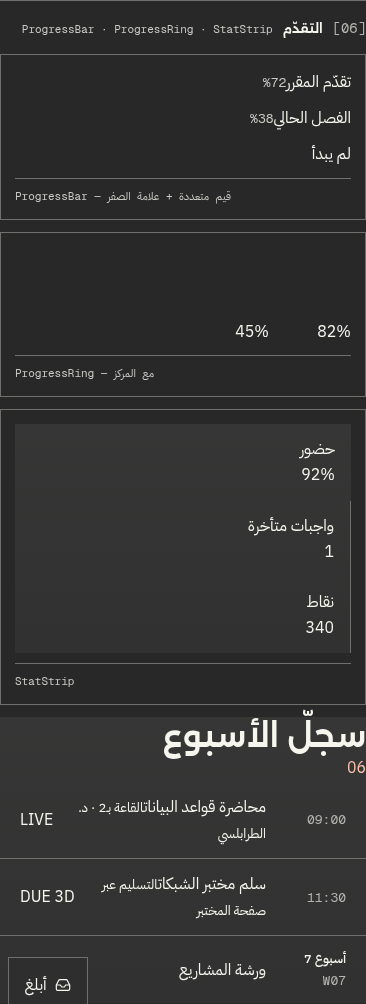 [06] التقدّم ProgressBar · ProgressRing · StatStrip
تقدّم المقرر72%
الفصل الحالي38%
لم يبدأ
ProgressBar — قيم متعددة + علامة الصفر
82% 45%
ProgressRing — مع المركز
حضور
92%
واجبات متأخرة
1
نقاط
340
StatStrip
سجلّ الأسبوع
06
09:00 محاضرة قواعد البياناتالقاعة بـ2 · د. الطرابلسي LIVE
11:30 سلم مختبر الشبكاتالتسليم عبر صفحة المختبر DUE 3D
أسبوع 7
W07
ورشة المشاريع
أبلغ